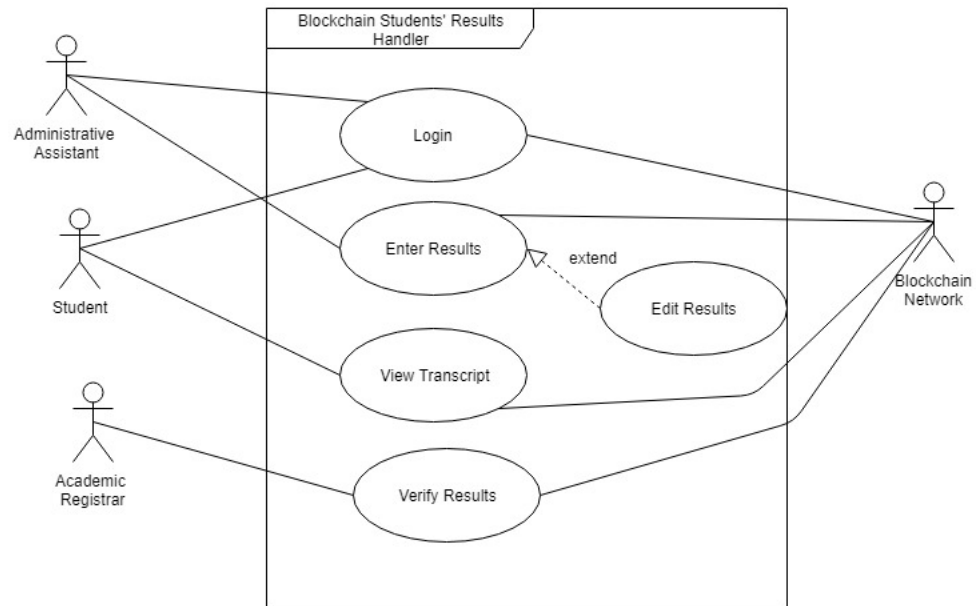 Blockchain Students' Results
Handler
Administrative
Assistant
Login
Student
Enter Results
extend
Edit Results
Blockchain
Network
View Transcript
Academic
Registrar
Verify Results